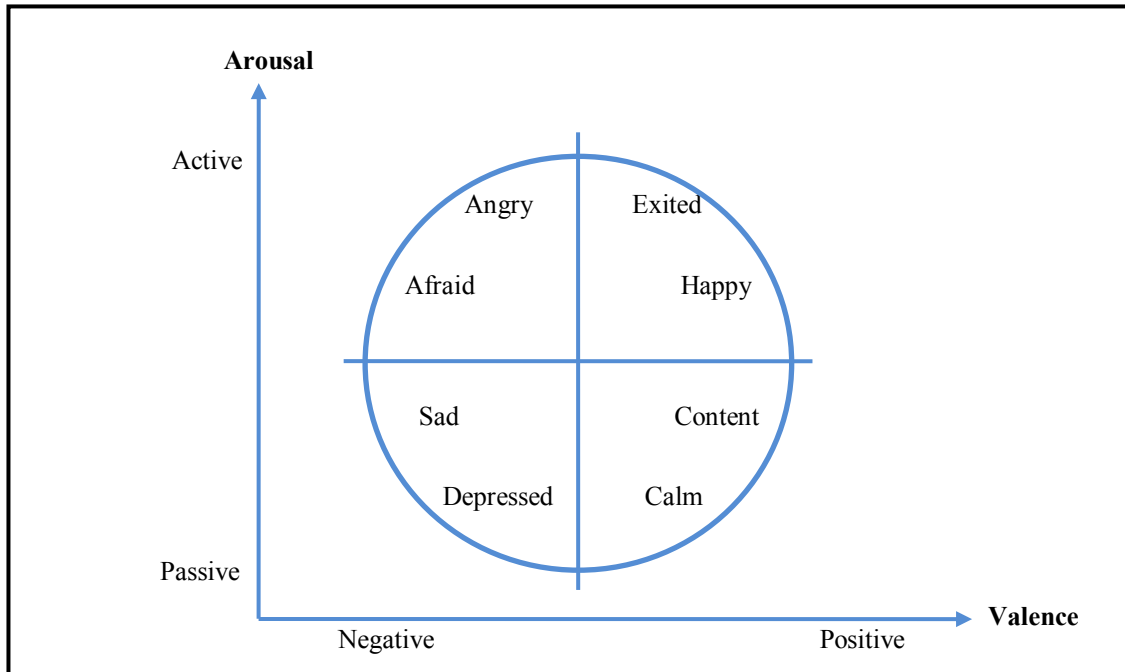 Arousal
Active
Angry Exited
Afraid Happy
Sad Content
Depressed Calm
Passive
Valence
Negative Positive